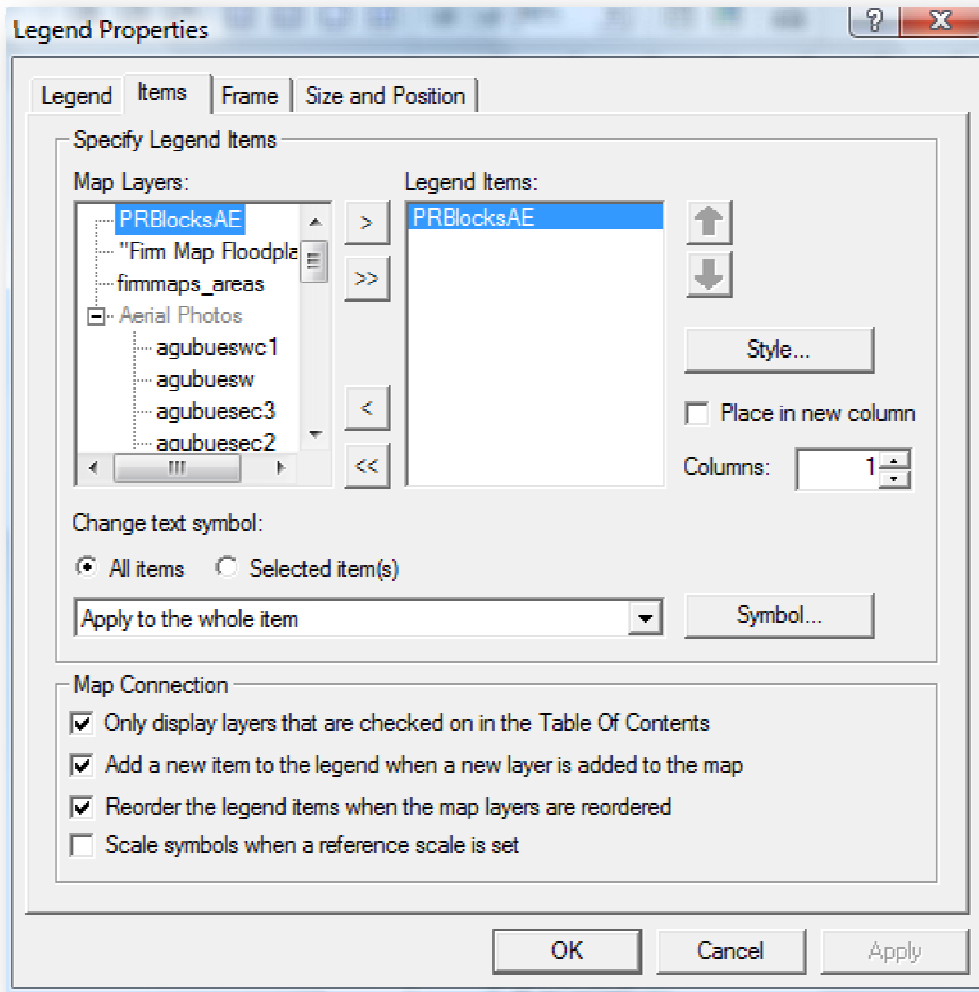 Legend Properties
?
X
Legend Items Frame Size and Position
Specify Legend Items
Map Layers:
PRBlocksAE
"Firm Map Floodpla
firmmaps_areas
Aerial Photos
agubueswc1
agubuesw
agubuesec3
agubuesec2
>
>>
<
<<
Legend Items:
PRBlocksAE
Style...
Place in new column
Columns: 1
Change text symbol:
All items Selected item(s)
Apply to the whole item
Symbol...
Map Connection
Only display layers that are checked on in the Table Of Contents
Add a new item to the legend when a new layer is added to the map
Reorder the legend items when the map layers are reordered
Scale symbols when a reference scale is set
OK Cancel Apply